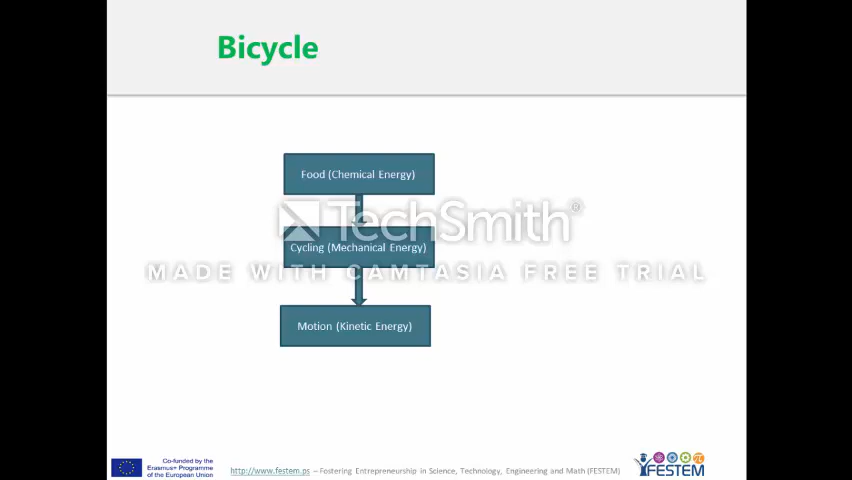 Bicycle
Food (Chemical Energy)
TechSmith®
Cycling (Mechanical Energy)
MADE WITH CAMTASIA FREE TRIAL
Motion (Kinetic Energy)
Co-funded by the
Erasmus+ Programme
of the European Union
http://www.festem.ps – Fostering Entrepreneurship in Science, Technology, Engineering and Math (FESTEM)
π
FESTEM